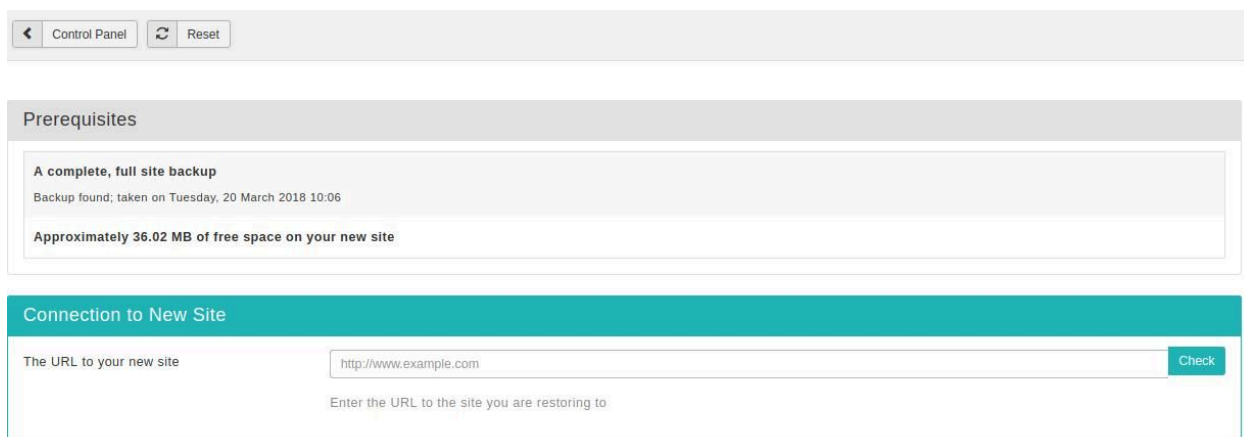 Control Panel Reset
Prerequisites
A complete, full site backup
Backup found; taken on Tuesday, 20 March 2018 10:06
Approximately 36.02 MB of free space on your new site
Connection to New Site
The URL to your new site http://www.example.com Check
Enter the URL to the site you are restoring to